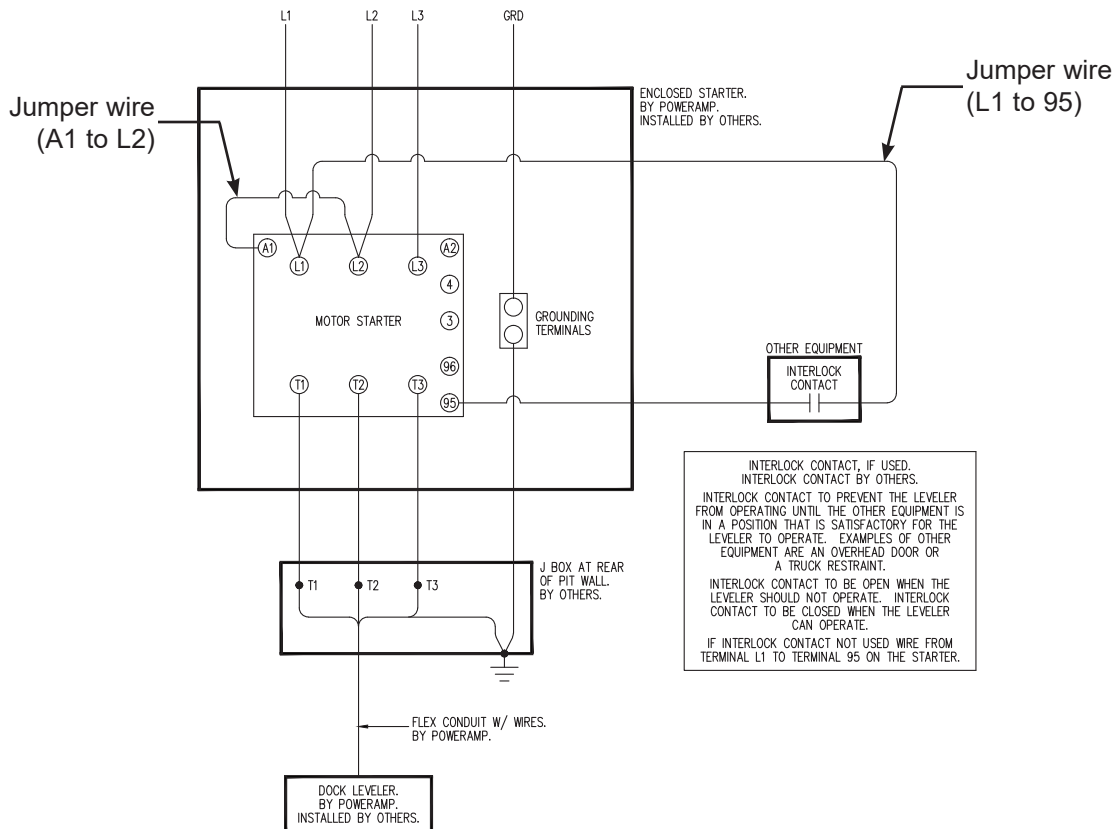 L1
L2
L3
GRD
Jumper wire
(A1 to L2)
ENCLOSED STARTER.
BY POWERAMP.
INSTALLED BY OTHERS.
Jumper wire
(L1 to 95)
A1
L1
L2
L3
A2
4
3
96
95
MOTOR STARTER
T1
T2
T3
GROUNDING
TERMINALS
OTHER EQUIPMENT
INTERLOCK
CONTACT
INTERLOCK CONTACT, IF USED.
INTERLOCK CONTACT BY OTHERS.
INTERLOCK CONTACT TO PREVENT THE LEVELER
FROM OPERATING UNTIL THE OTHER EQUIPMENT IS
IN A POSITION THAT IS SATISFACTORY FOR THE
LEVELER TO OPERATE. EXAMPLES OF OTHER
EQUIPMENT ARE AN OVERHEAD DOOR OR
A TRUCK RESTRAINT.
INTERLOCK CONTACT TO BE OPEN WHEN THE
LEVELER SHOULD NOT OPERATE. INTERLOCK
CONTACT TO BE CLOSED WHEN THE LEVELER
CAN OPERATE.
IF INTERLOCK CONTACT NOT USED WIRE FROM
TERMINAL L1 TO TERMINAL 95 ON THE STARTER.
T1
T2
T3
J BOX AT REAR
OF PIT WALL.
BY OTHERS.
FLEX CONDUIT W/ WIRES.
BY POWERAMP.
DOCK LEVELER.
BY POWERAMP.
INSTALLED BY OTHERS.